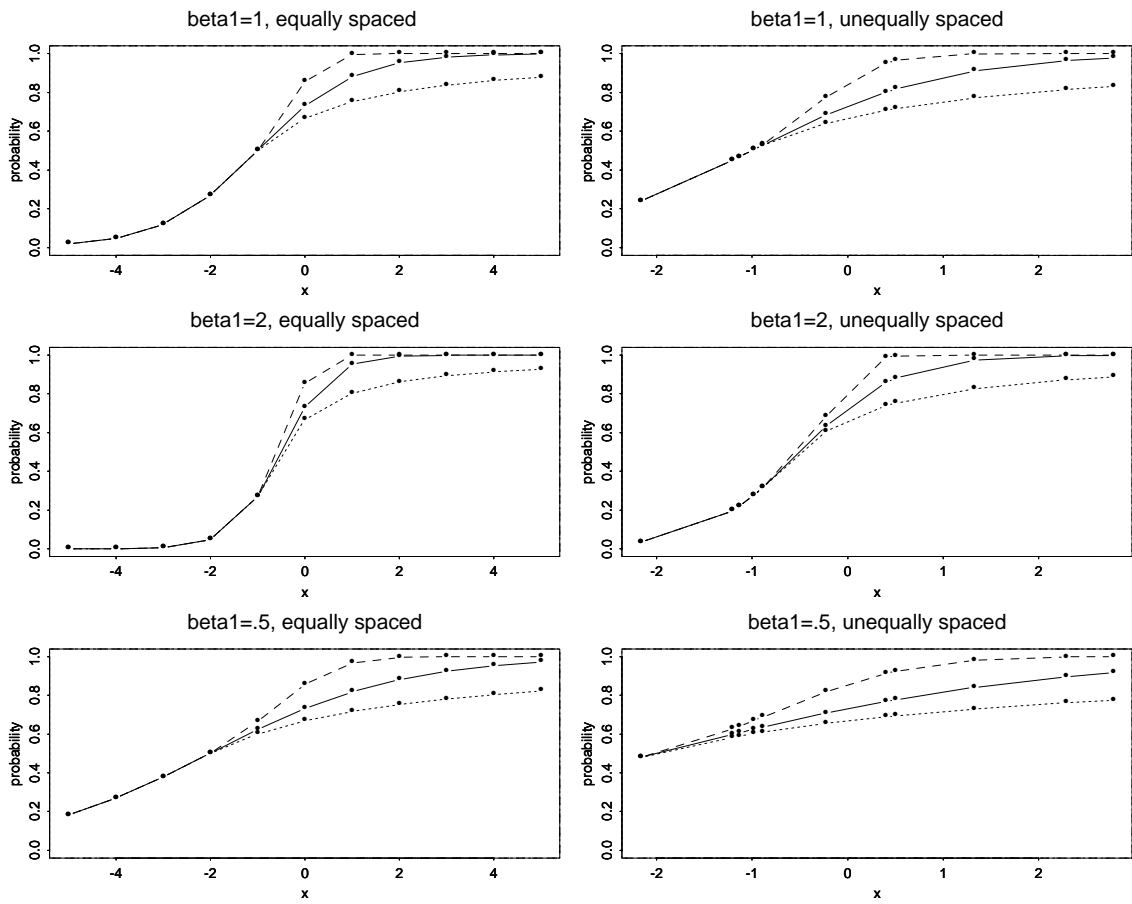 beta1=1, equally spaced
probability
0.0 0.2 0.4 0.6 0.8 1.0
-4 -2 0 2 4
x
beta1=1, unequally spaced
probability
0.0 0.2 0.4 0.6 0.8 1.0
-2 -1 0 1 2
x
beta1=2, equally spaced
probability
0.0 0.2 0.4 0.6 0.8 1.0
-4 -2 0 2 4
x
beta1=2, unequally spaced
probability
0.0 0.2 0.4 0.6 0.8 1.0
-2 -1 0 1 2
x
beta1=.5, equally spaced
probability
0.0 0.2 0.4 0.6 0.8 1.0
-4 -2 0 2 4
x
beta1=.5, unequally spaced
probability
0.0 0.2 0.4 0.6 0.8 1.0
-2 -1 0 1 2
x